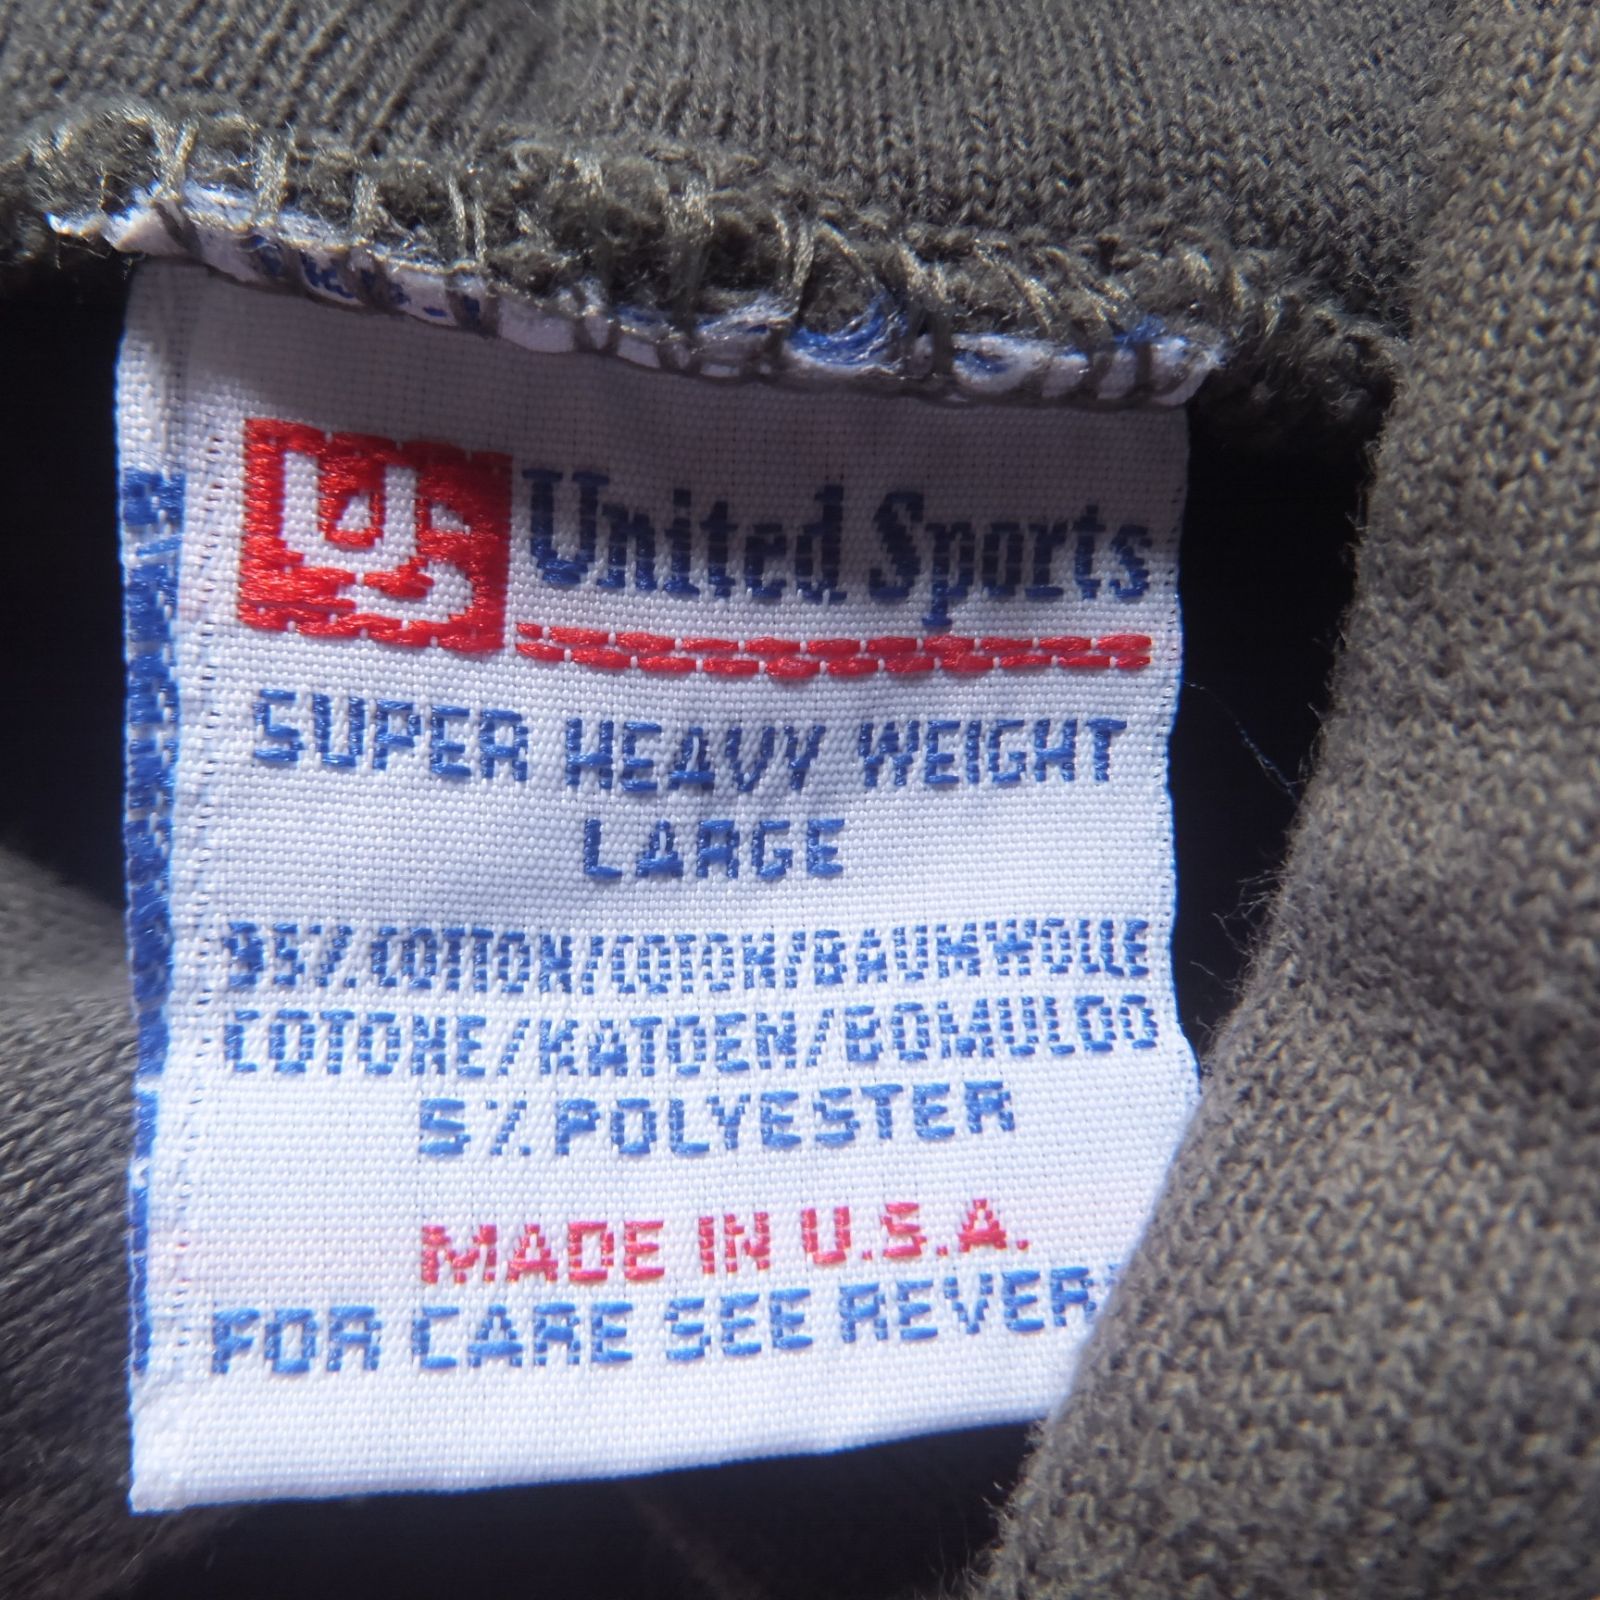 US United Sports
SUPER HEAVY WEIGHT
LARGE
95% COTTON/COTON/BAUMWOLLE
COTONE/KATOEN/BOMULDO
5% POLYESTER
MADE IN U.S.A.
FOR CARE SEE REVER